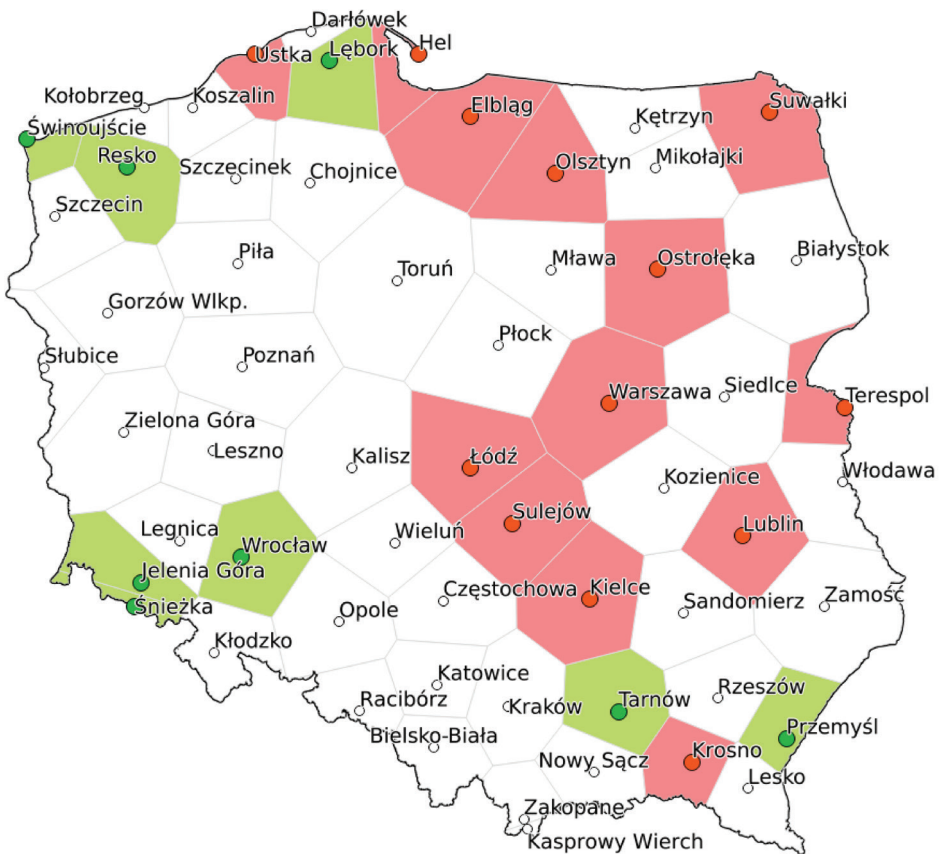 Darłówek
Ustka
Lębork
Hel
Kołobrzeg
Koszalin
Elbląg
Suwałki
Świnoujście
Kętrzyn
Resko
Szczecinek
Chojnice
Olsztyn
Mikołajki
Szczecin
Piła
Toruń
Mława
Ostrołęka
Białystok
Gorzów Wlkp.
Płock
Słubice
Poznań
Warszawa
Siedlce
Terespol
Zielona Góra
Leszno
Kalisz
Łódź
Kozienice
Włodawa
Legnica
Wrocław
Wieluń
Sulejów
Lublin
Jelenia Góra
Śnieżka
Opole
Częstochowa
Kielce
Sandomierz
Zamość
Kłodzko
Katowice
Racibórz
Kraków
Tarnów
Rzeszów
Bielsko-Biała
Przemyśl
Nowy Sącz
Krosno
Lesko
Zakopane
Kasprowy Wierch